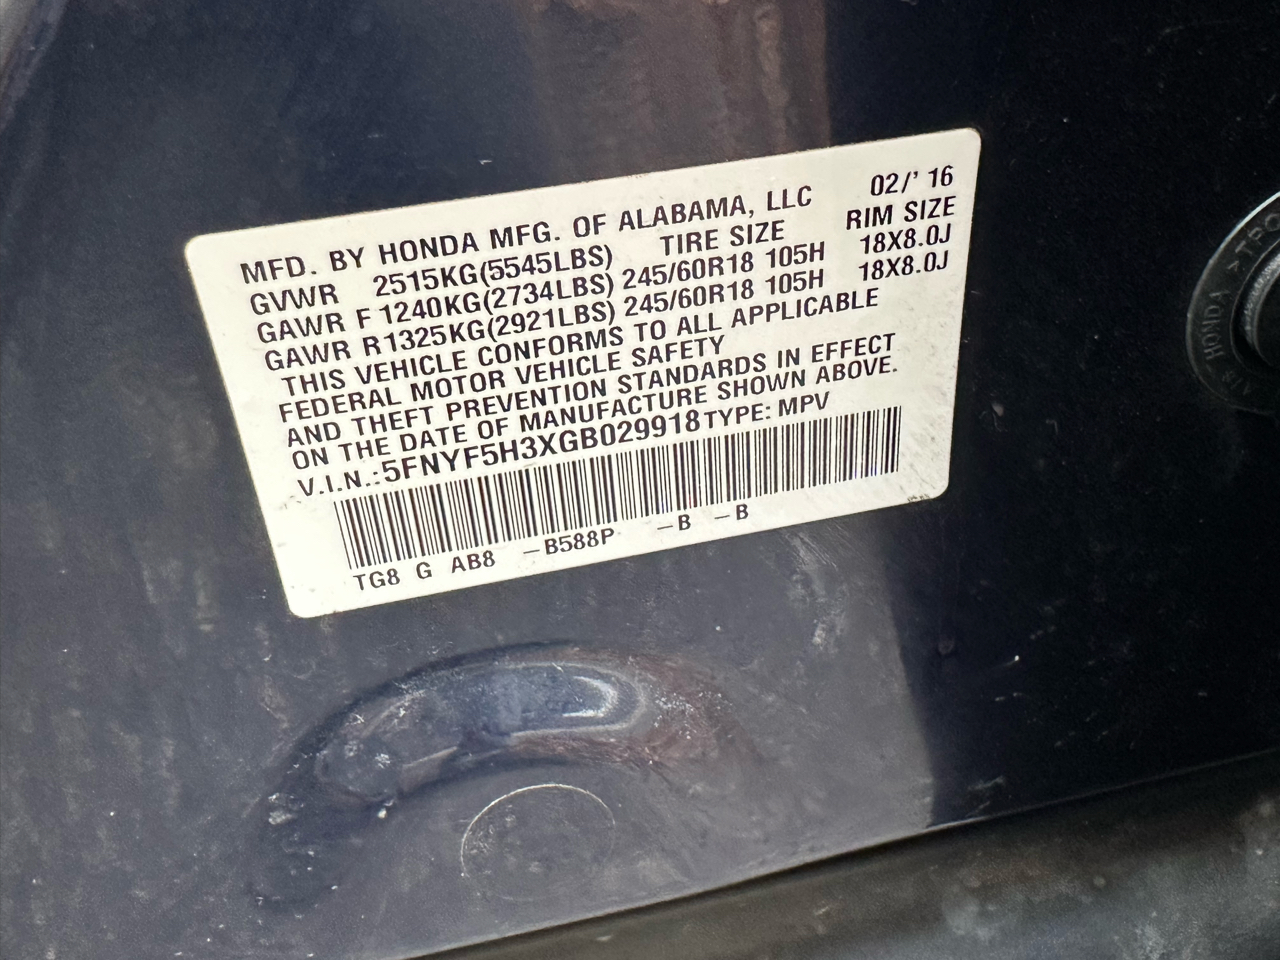 MFD. BY HONDA MFG. OF ALABAMA, LLC 02/' 16
GVWR 2515KG(5545LBS) TIRE SIZE RIM SIZE
GAWR F 1240KG(2734LBS) 245/60R18 105H 18X8.0J
GAWR R 1325KG(2921LBS) 245/60R18 105H 18X8.0J
THIS VEHICLE CONFORMS TO ALL APPLICABLE
FEDERAL MOTOR VEHICLE SAFETY
AND THEFT PREVENTION STANDARDS IN EFFECT
ON THE DATE OF MANUFACTURE SHOWN ABOVE.
V.I.N.: 5FNYF5H3XGB029918 TYPE: MPV
TG8 G AB8 -B588P -B -B
HONDA >TPO